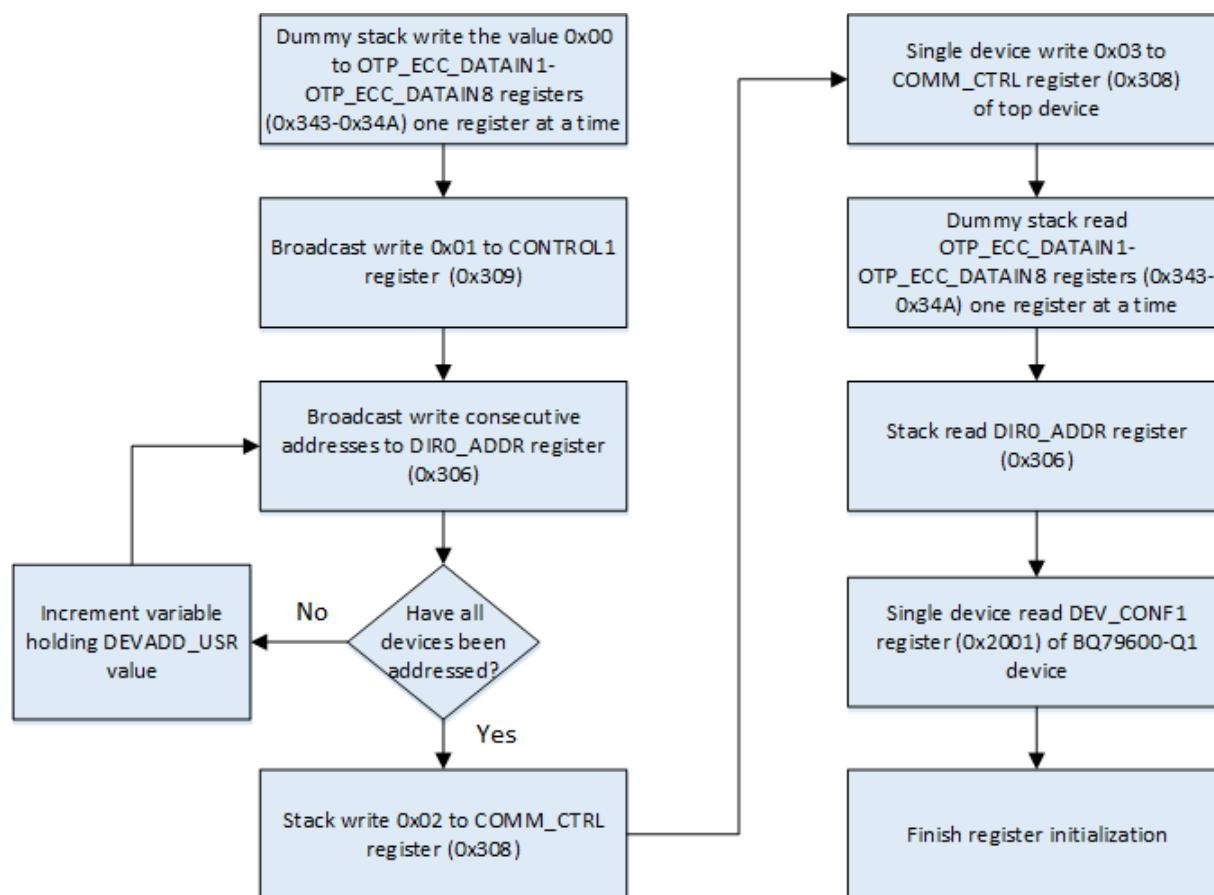 Dummy stack write the value 0x00
to OTP_ECC_DATAIN1-
OTP_ECC_DATAIN8 registers
(0x343-0x34A) one register at a time
Broadcast write 0x01 to CONTROL1
register (0x309)
Broadcast write consecutive
addresses to DIR0_ADDR register
(0x306)
Have all
devices been
addressed?
No
Increment variable
holding DEVADD_USR
value
Yes
Stack write 0x02 to COMM_CTRL
register (0x308)
Single device write 0x03 to
COMM_CTRL register (0x308)
of top device
Dummy stack read
OTP_ECC_DATAIN1-
OTP_ECC_DATAIN8 registers (0x343-
0x34A) one register at a time
Stack read DIR0_ADDR register
(0x306)
Single device read DEV_CONF1
register (0x2001) of BQ79600-Q1
device
Finish register initialization